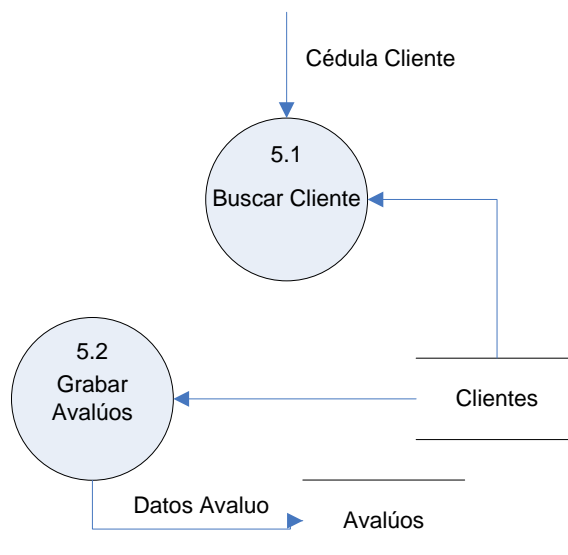 Cédula Cliente
5.1
Buscar Cliente
5.2
Grabar
Avalúos
Clientes
Datos Avaluo
Avalúos